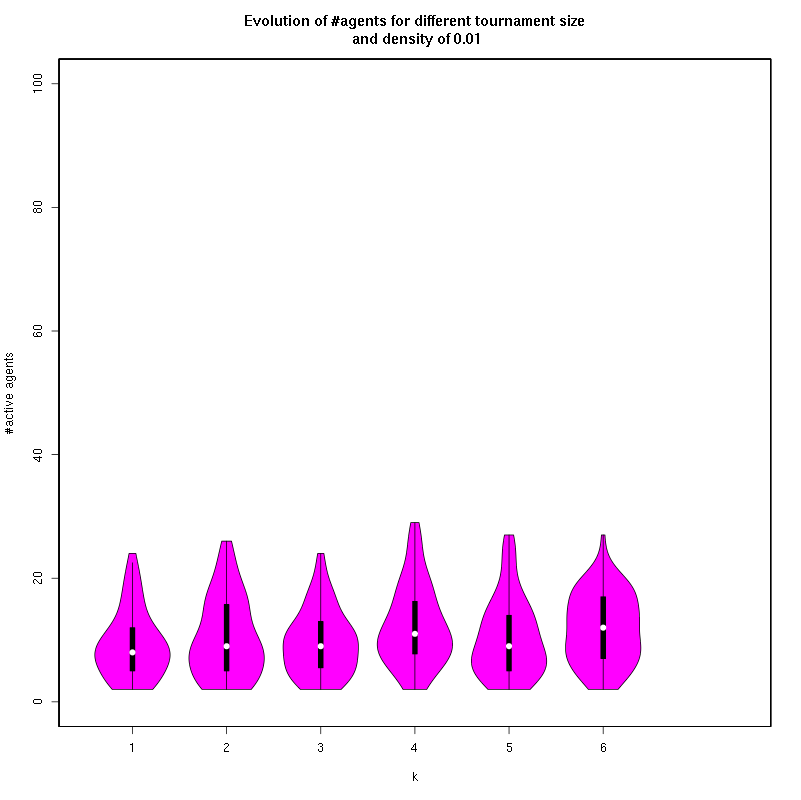 Evolution of #agents for different tournament size
and density of 0.01
100
80
60
40
20
0
#active agents
1 2 3 4 5 6
k